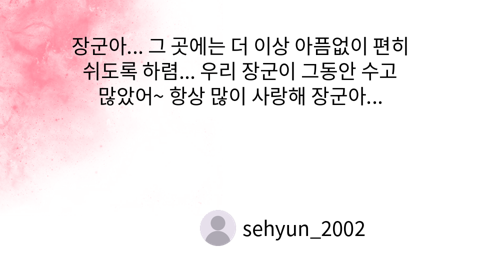 장군아... 그 곳에는 더 이상 아픔없이 편히
쉬도록 하렴... 우리 장군이 그동안 수고
많았어~ 항상 많이 사랑해 장군아...
sehyun_2002